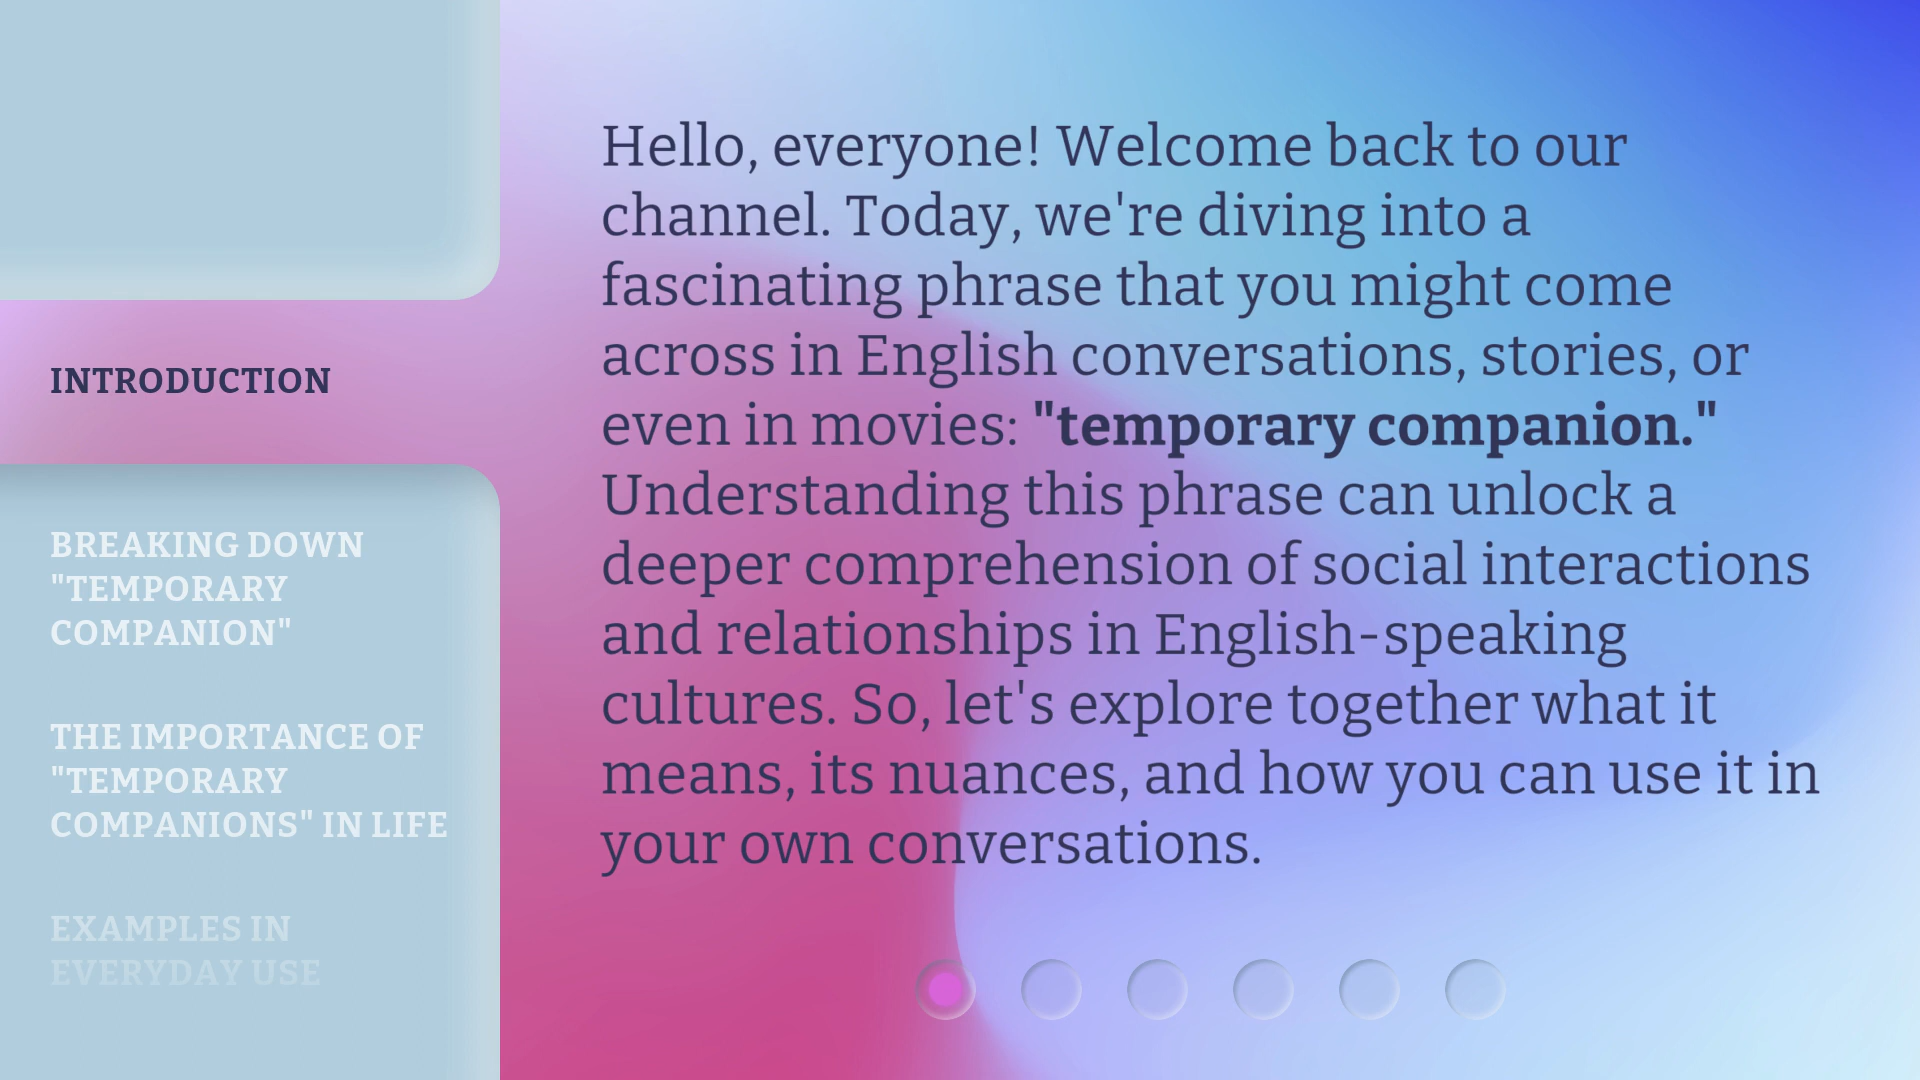 INTRODUCTION
BREAKING DOWN
"TEMPORARY
COMPANION"
THE IMPORTANCE OF
"TEMPORARY
COMPANIONS" IN LIFE
EXAMPLES IN
EVERYDAY USE
Hello, everyone! Welcome back to our
channel. Today, we're diving into a
fascinating phrase that you might come
across in English conversations, stories, or
even in movies: "temporary companion."
Understanding this phrase can unlock a
deeper comprehension of social interactions
and relationships in English-speaking
cultures. So, let's explore together what it
means, its nuances, and how you can use it in
your own conversations.